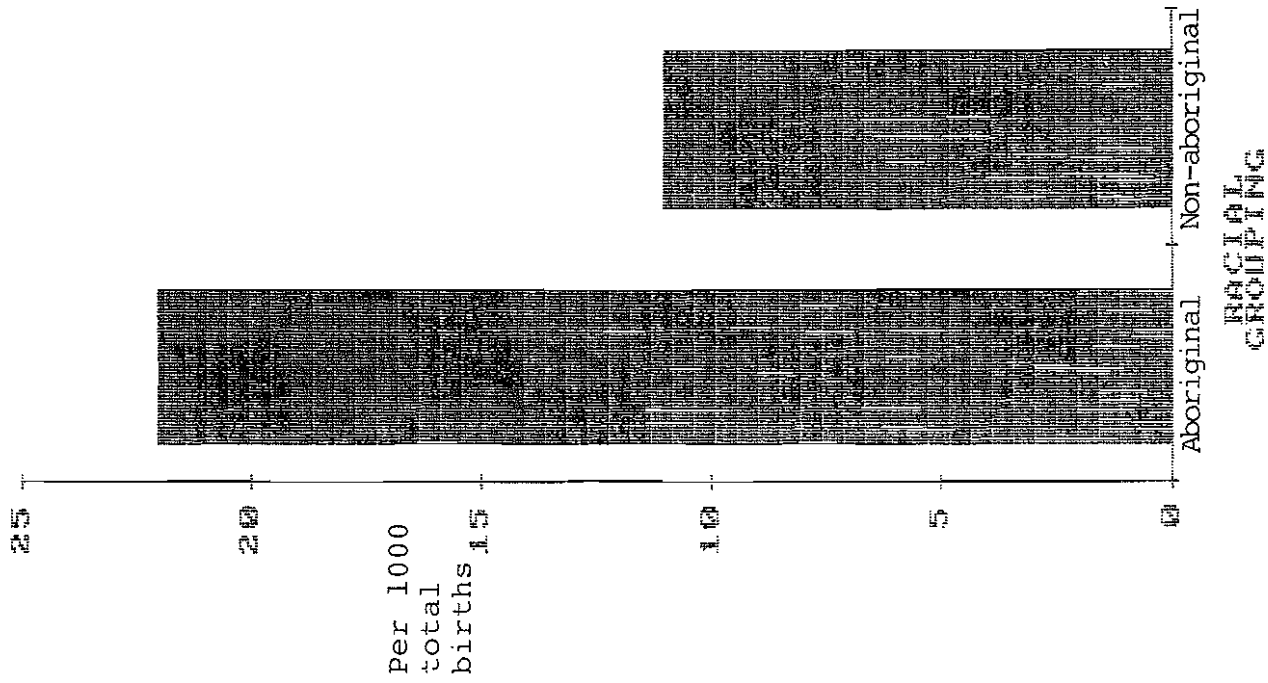 25
20
Per 1000
total
births
15
10
5
0
Aboriginal
Non-aboriginal
RACIAL
GROUPING